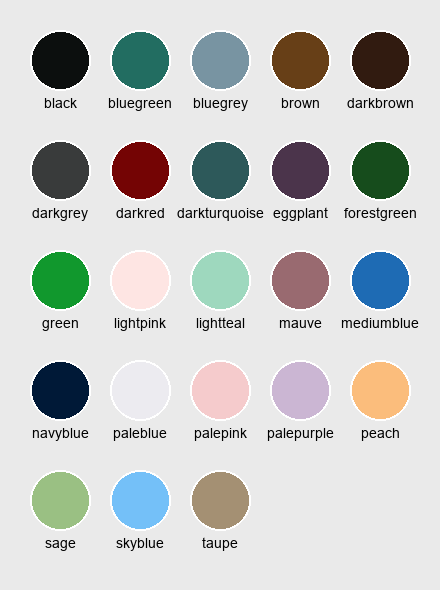 black bluegreen bluegrey brown darkbrown
darkgrey darkred darkturquoise eggplant forestgreen
green lightpink lightteal mauve mediumblue
navyblue paleblue palepink palepurple peach
sage skyblue taupe